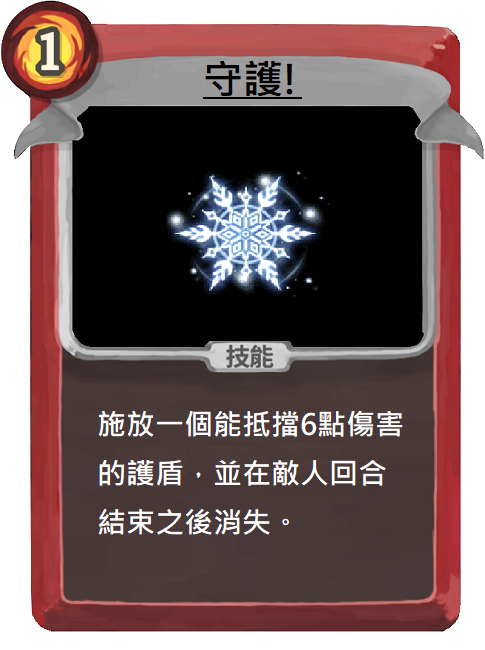 1
守護!
技能
施放一個能抵擋6點傷害
的護盾，並在敵人回合
結束之後消失。